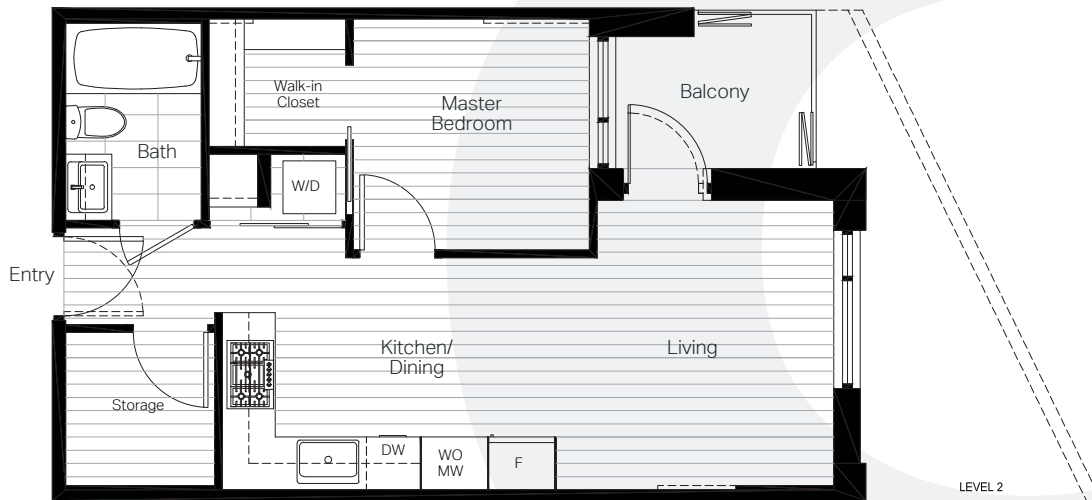 Walk-in
Closet
Master
Bedroom
Balcony
Bath
W/D
Entry
Kitchen/
Dining
Living
Storage
DW
WO
MW
F
LEVEL 2